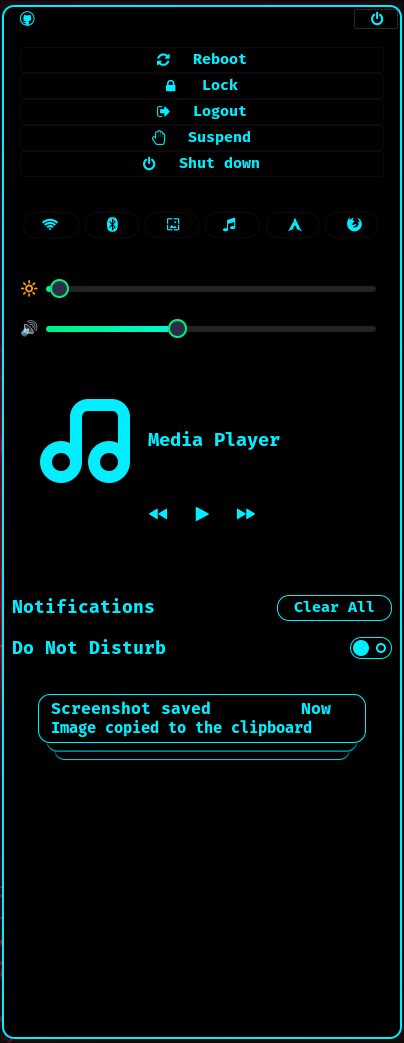 Reboot
Lock
Logout
Suspend
Shut down
Media Player
Notifications
Clear All
Do Not Disturb
Screenshot saved Now
Image copied to the clipboard